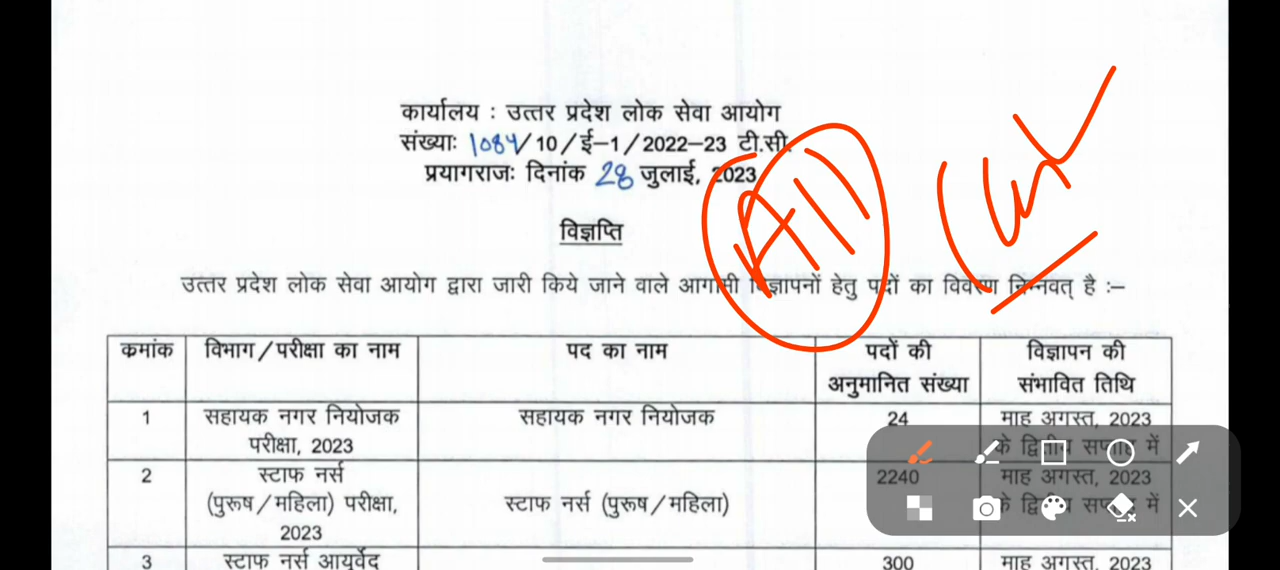 कार्यालय : उत्तर प्रदेश लोक सेवा आयोग
संख्याः 1084/10/ई-1/2022-23 टी.सी.
प्रयागराजः दिनांक 28 जुलाई, 2023
All
विज्ञप्ति
उत्तर प्रदेश लोक सेवा आयोग द्वारा जारी किये जाने वाले आगामी विज्ञापनों हेतु पदों का विवरण निम्नवत् है :–
क्रमांक विभाग/परीक्षा का नाम पद का नाम पदों की अनुमानित संख्या विज्ञापन की संभावित तिथि
1 सहायक नगर नियोजक परीक्षा, 2023 सहायक नगर नियोजक 24 माह अगस्त, 2023 के द्वितीय सप्ताह में
2 स्टाफ नर्स (पुरूष/महिला) परीक्षा, 2023 स्टाफ नर्स (पुरूष/महिला) 2240 माह अगस्त, 2023 के द्वितीय सप्ताह में
3 स्टाफ नर्स आयुर्वेद 300 माह अगस्त, 2023